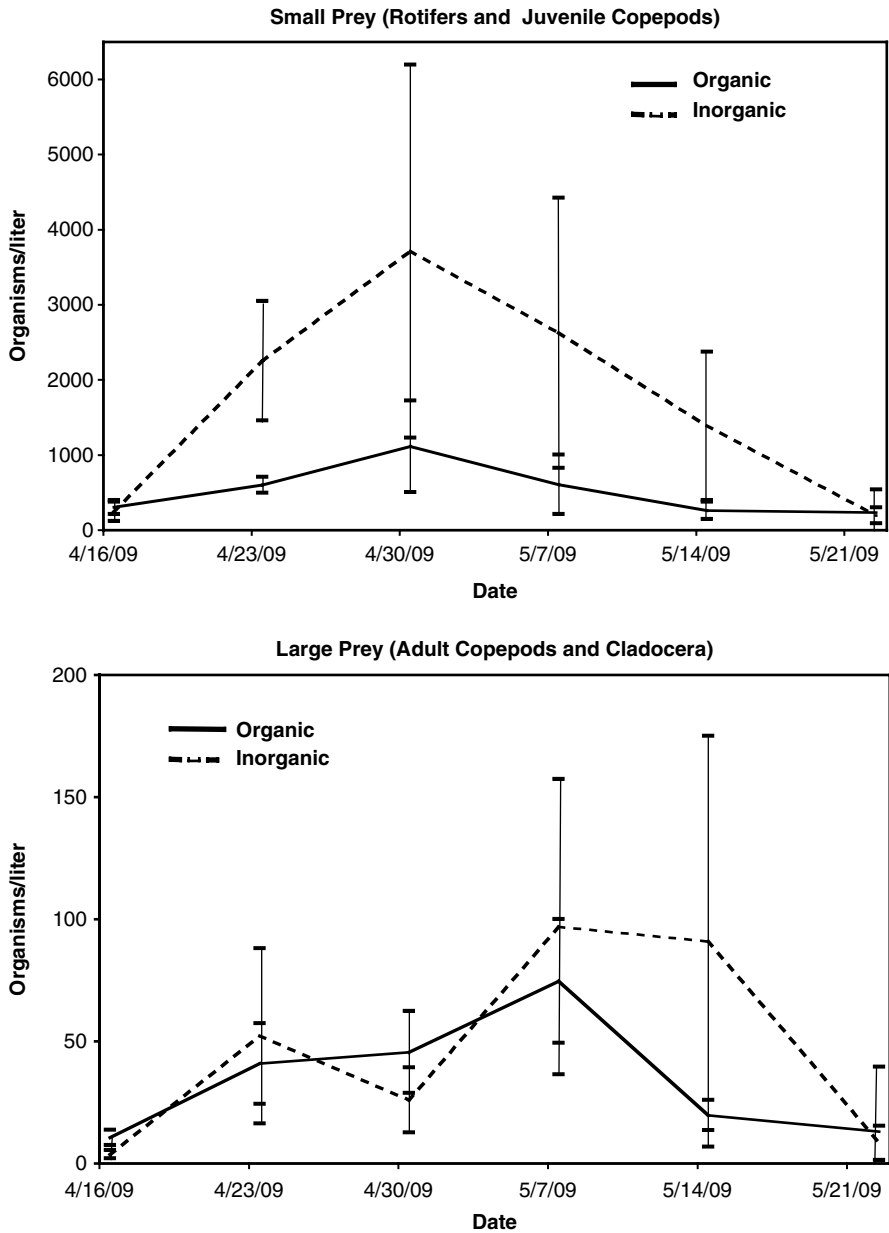 Small Prey (Rotifers and Juvenile Copepods)
Organic
Inorganic
6000
5000
4000
3000
2000
1000
0
Organisms/liter
4/16/09 4/23/09 4/30/09 5/7/09 5/14/09 5/21/09
Date
Large Prey (Adult Copepods and Cladocera)
Organic
Inorganic
200
150
100
50
0
Organisms/liter
4/16/09 4/23/09 4/30/09 5/7/09 5/14/09 5/21/09
Date